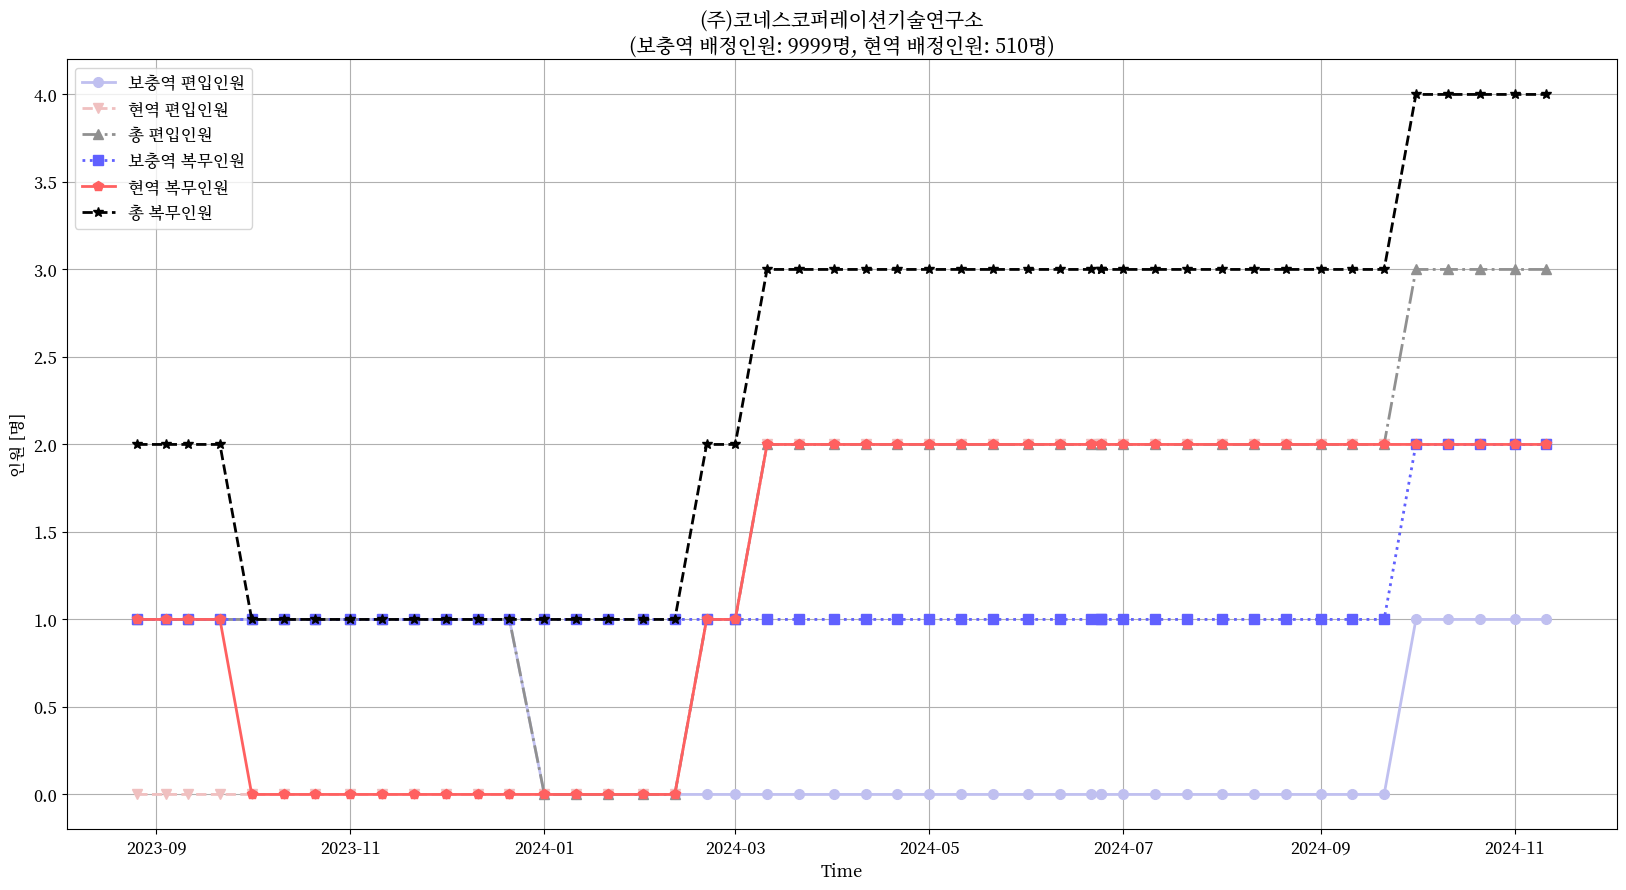 (주)코네스코퍼레이션기술연구소
(보충역 배정인원: 9999명, 현역 배정인원: 510명)
보충역 편입인원
현역 편입인원
총 편입인원
보충역 복무인원
현역 복무인원
총 복무인원
4.0
3.5
3.0
2.5
2.0
1.5
1.0
0.5
0.0
인원 [명]
2023-09
2023-11
2024-01
2024-03
2024-05
2024-07
2024-09
2024-11
Time